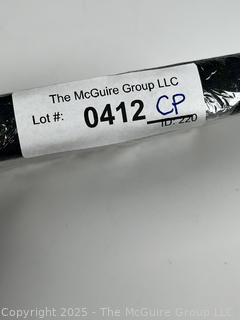 The McGuire Group LLC
Lot #: 0412 CP
ID: 220
Copyright © 2025 - The McGuire Group LLC